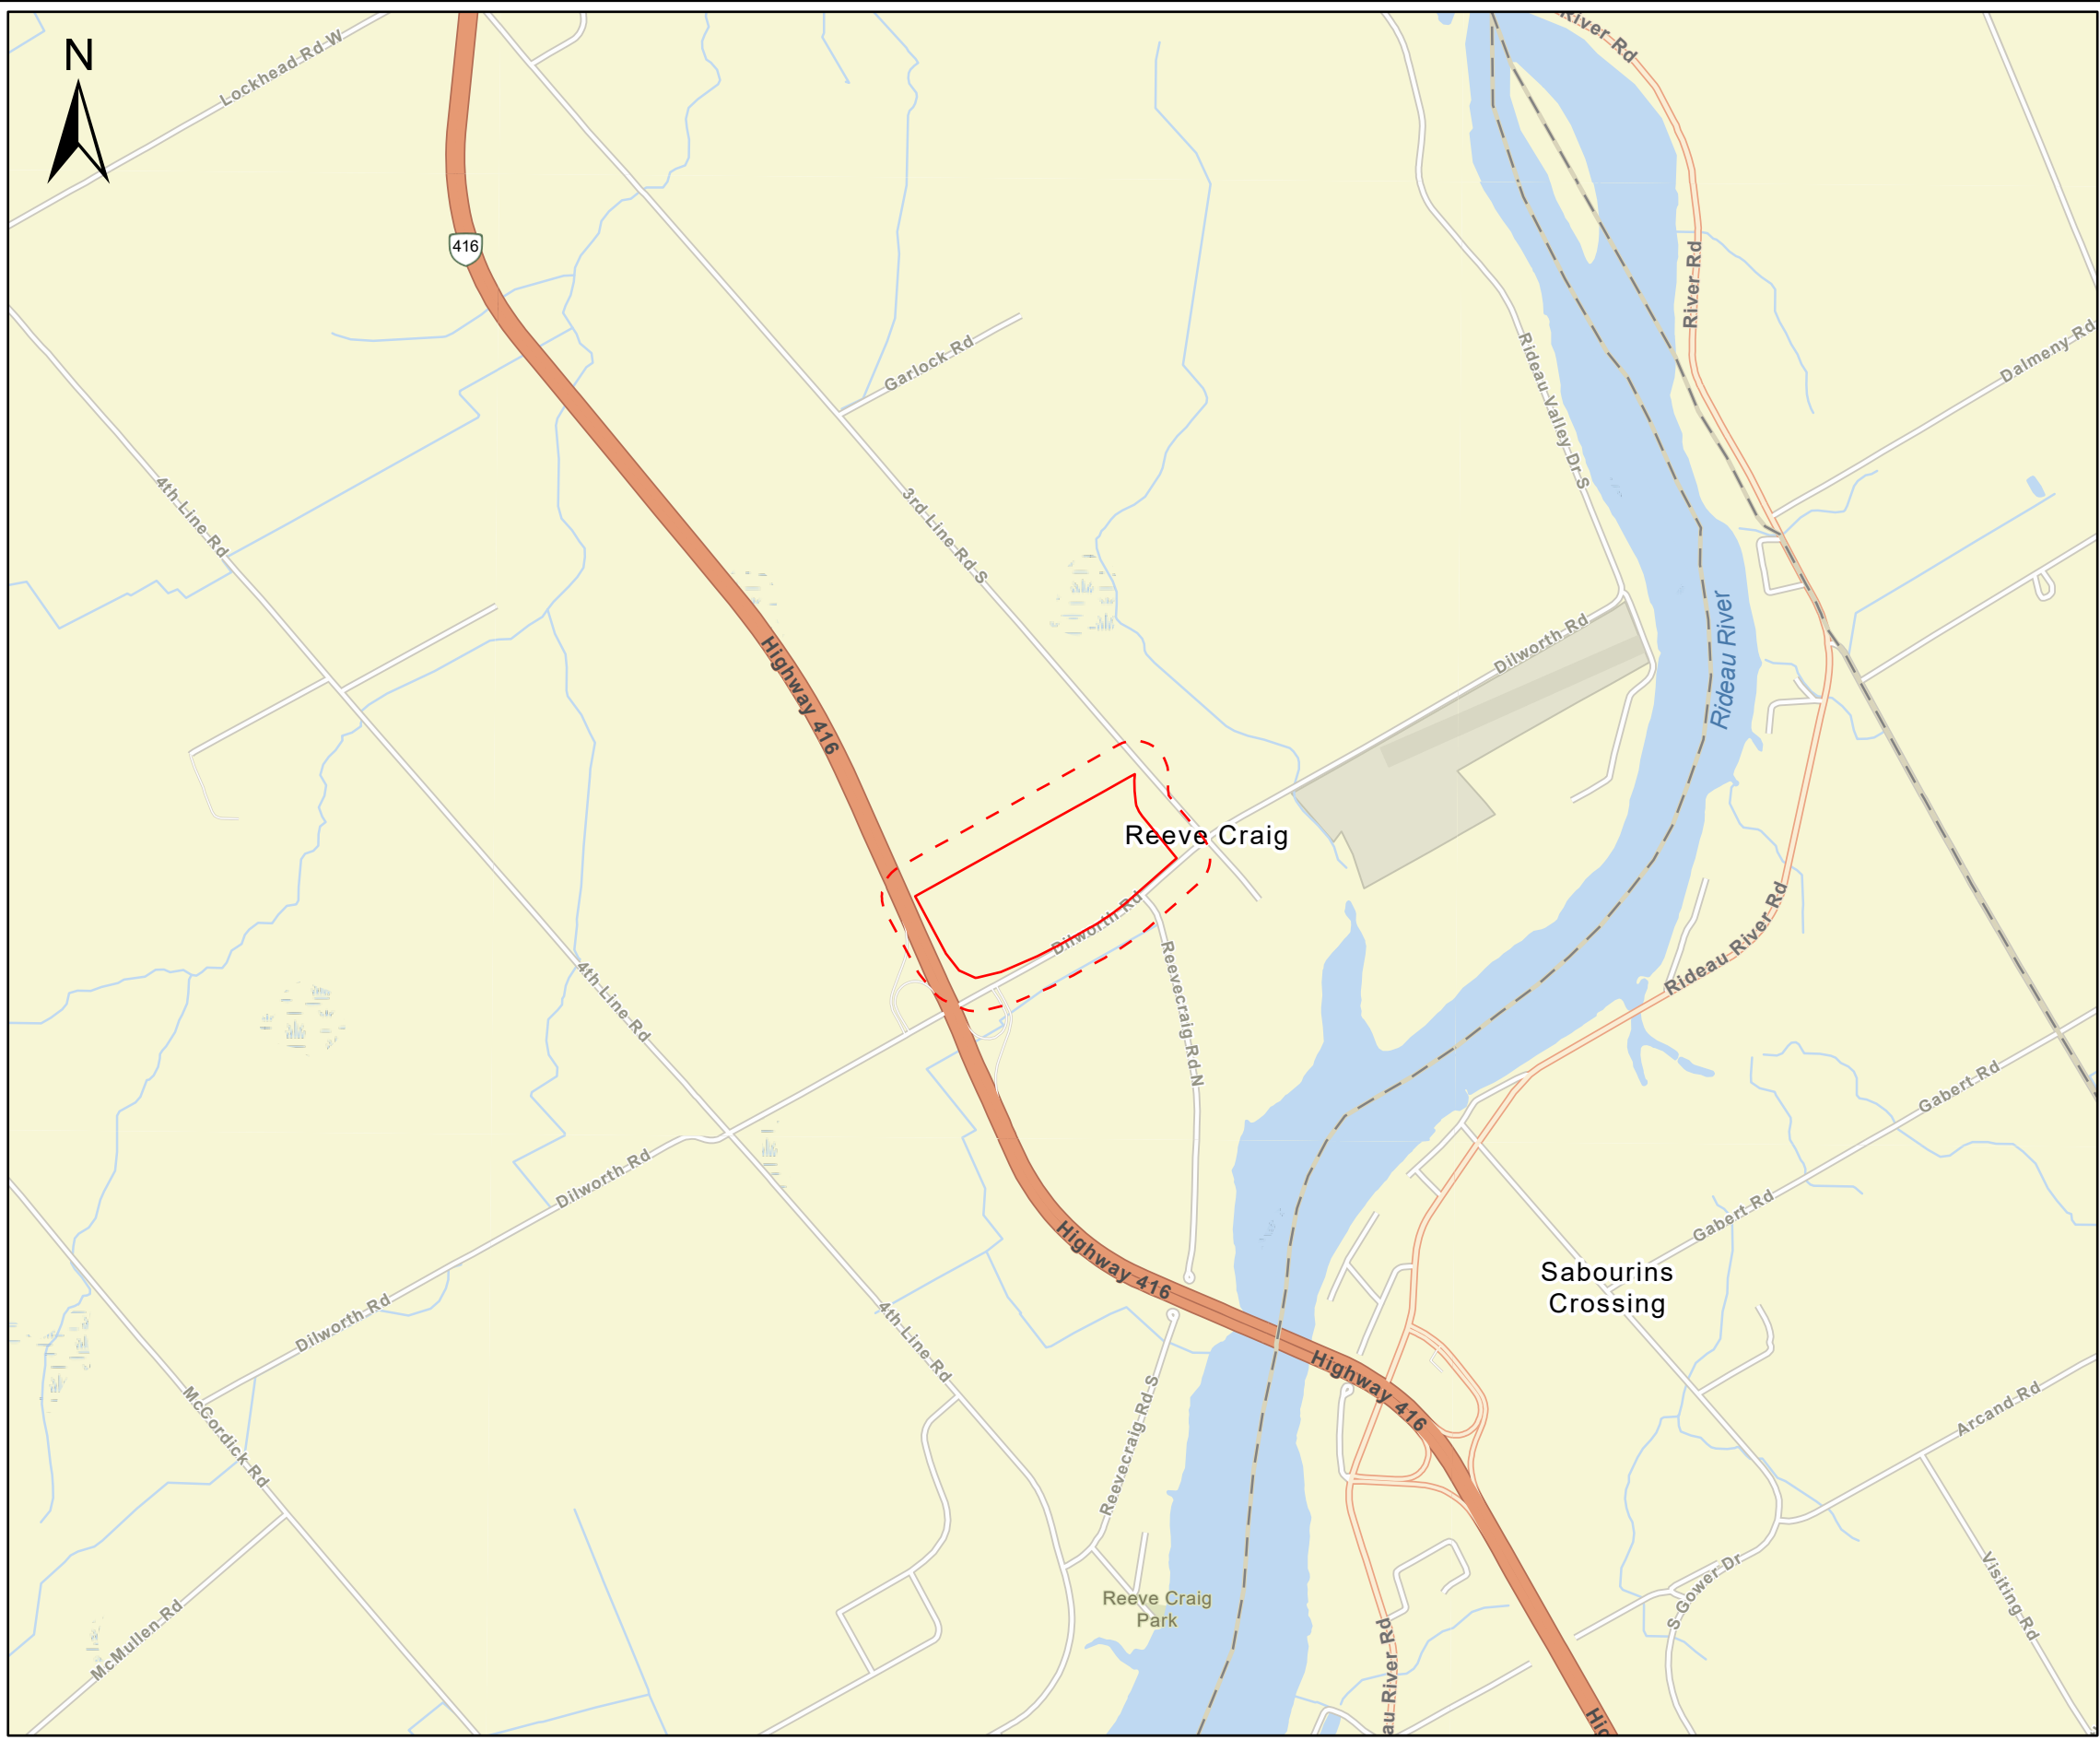 N
Lockhead Rd W
River Rd
416
River Rd
Dalmeny Rd
Garlock Rd
Rideau Valley Dr S
4th Line Rd
3rd Line Rd S
Dilworth Rd
Rideau River
Highway 416
Reeve Craig
Dilworth Rd
Rideau River Rd
Reevecraig Rd N
4th Line Rd
Gabert Rd
Dilworth Rd
Gabert Rd
Highway 416
Sabourins
Crossing
Dilworth Rd
4th Line Rd
Highway 416
McCordick Rd
Reevecraig Rd S
Arcand Rd
Reeve Craig
Park
S Gower Dr
Visiting Rd
McMullen Rd
au River Rd
Hig